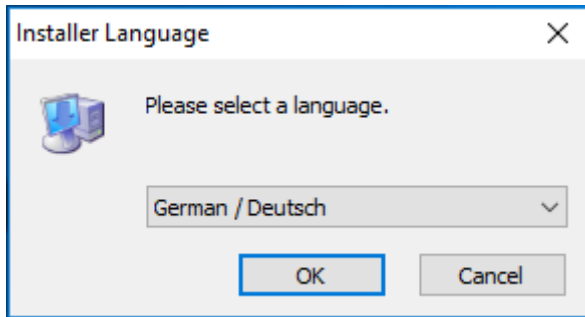 Installer Language
Please select a language.
German / Deutsch
OK Cancel